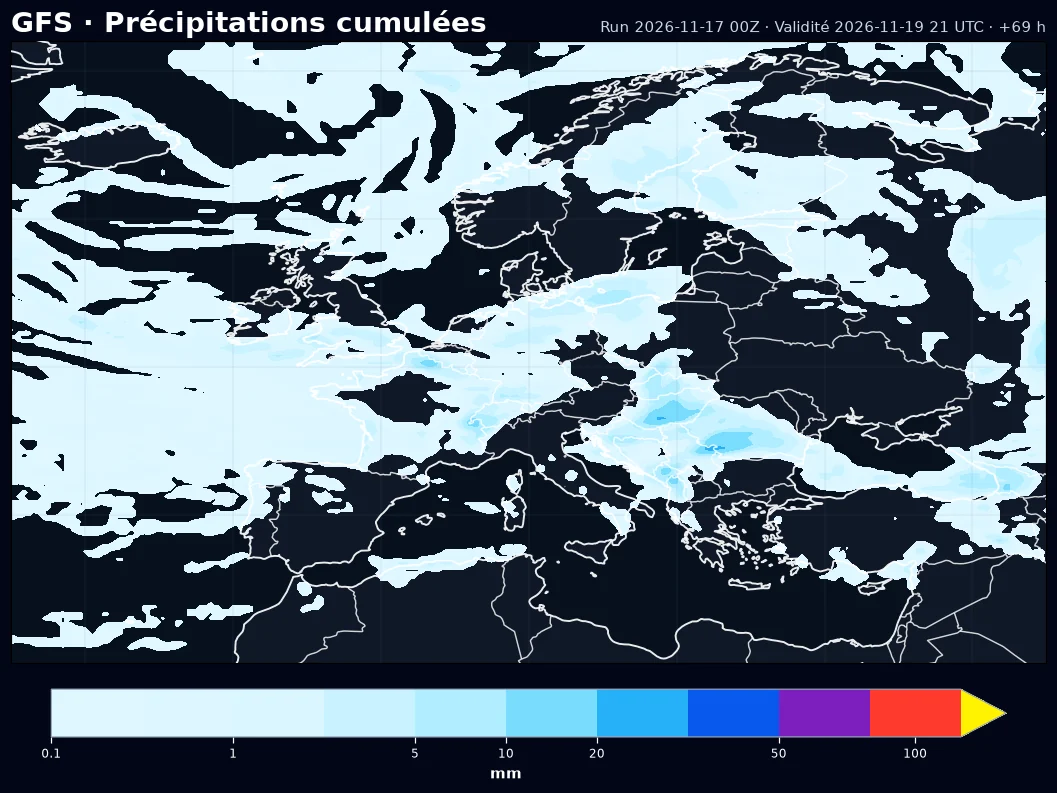 GFS · Précipitations cumulées
Run 2026-11-17 00Z · Validité 2026-11-19 21 UTC · +69 h
0.1 1 5 10 20 50 100
mm